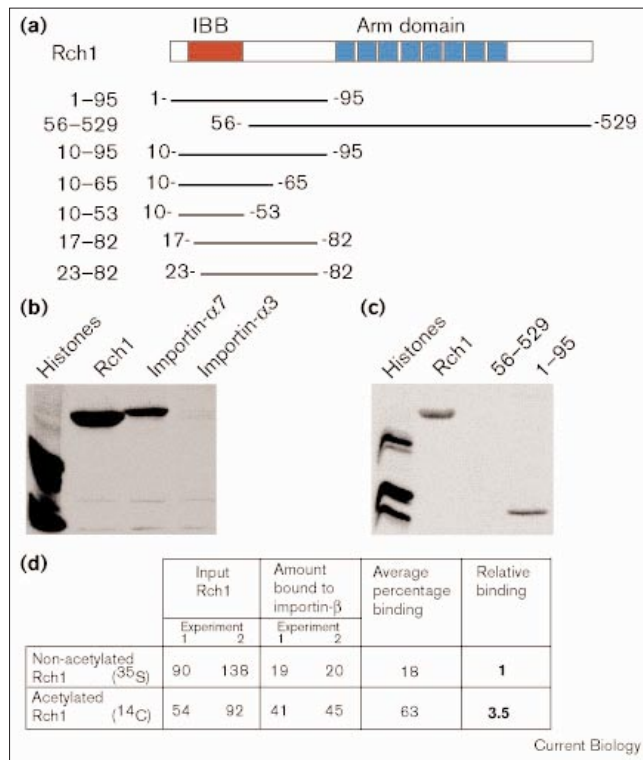 (a)
IBB Arm domain
Rch1
1–95 1- -95
56–529 56- -529
10–95 10- -95
10–65 10- -65
10–53 10- -53
17–82 17- -82
23–82 23- -82
(b)
Histones
Rch1
Importin-α7
Importin-α3
(c)
Histones
Rch1
56–529
1–95
(d)
Input Rch1
Amount bound to importin-β
Average percentage binding
Relative binding
Experiment Experiment
1 2 1 2
Non-acetylated Rch1 (³⁵S) 90 138 19 20 18 1
Acetylated Rch1 (¹⁴C) 54 92 41 45 63 3.5
Current Biology